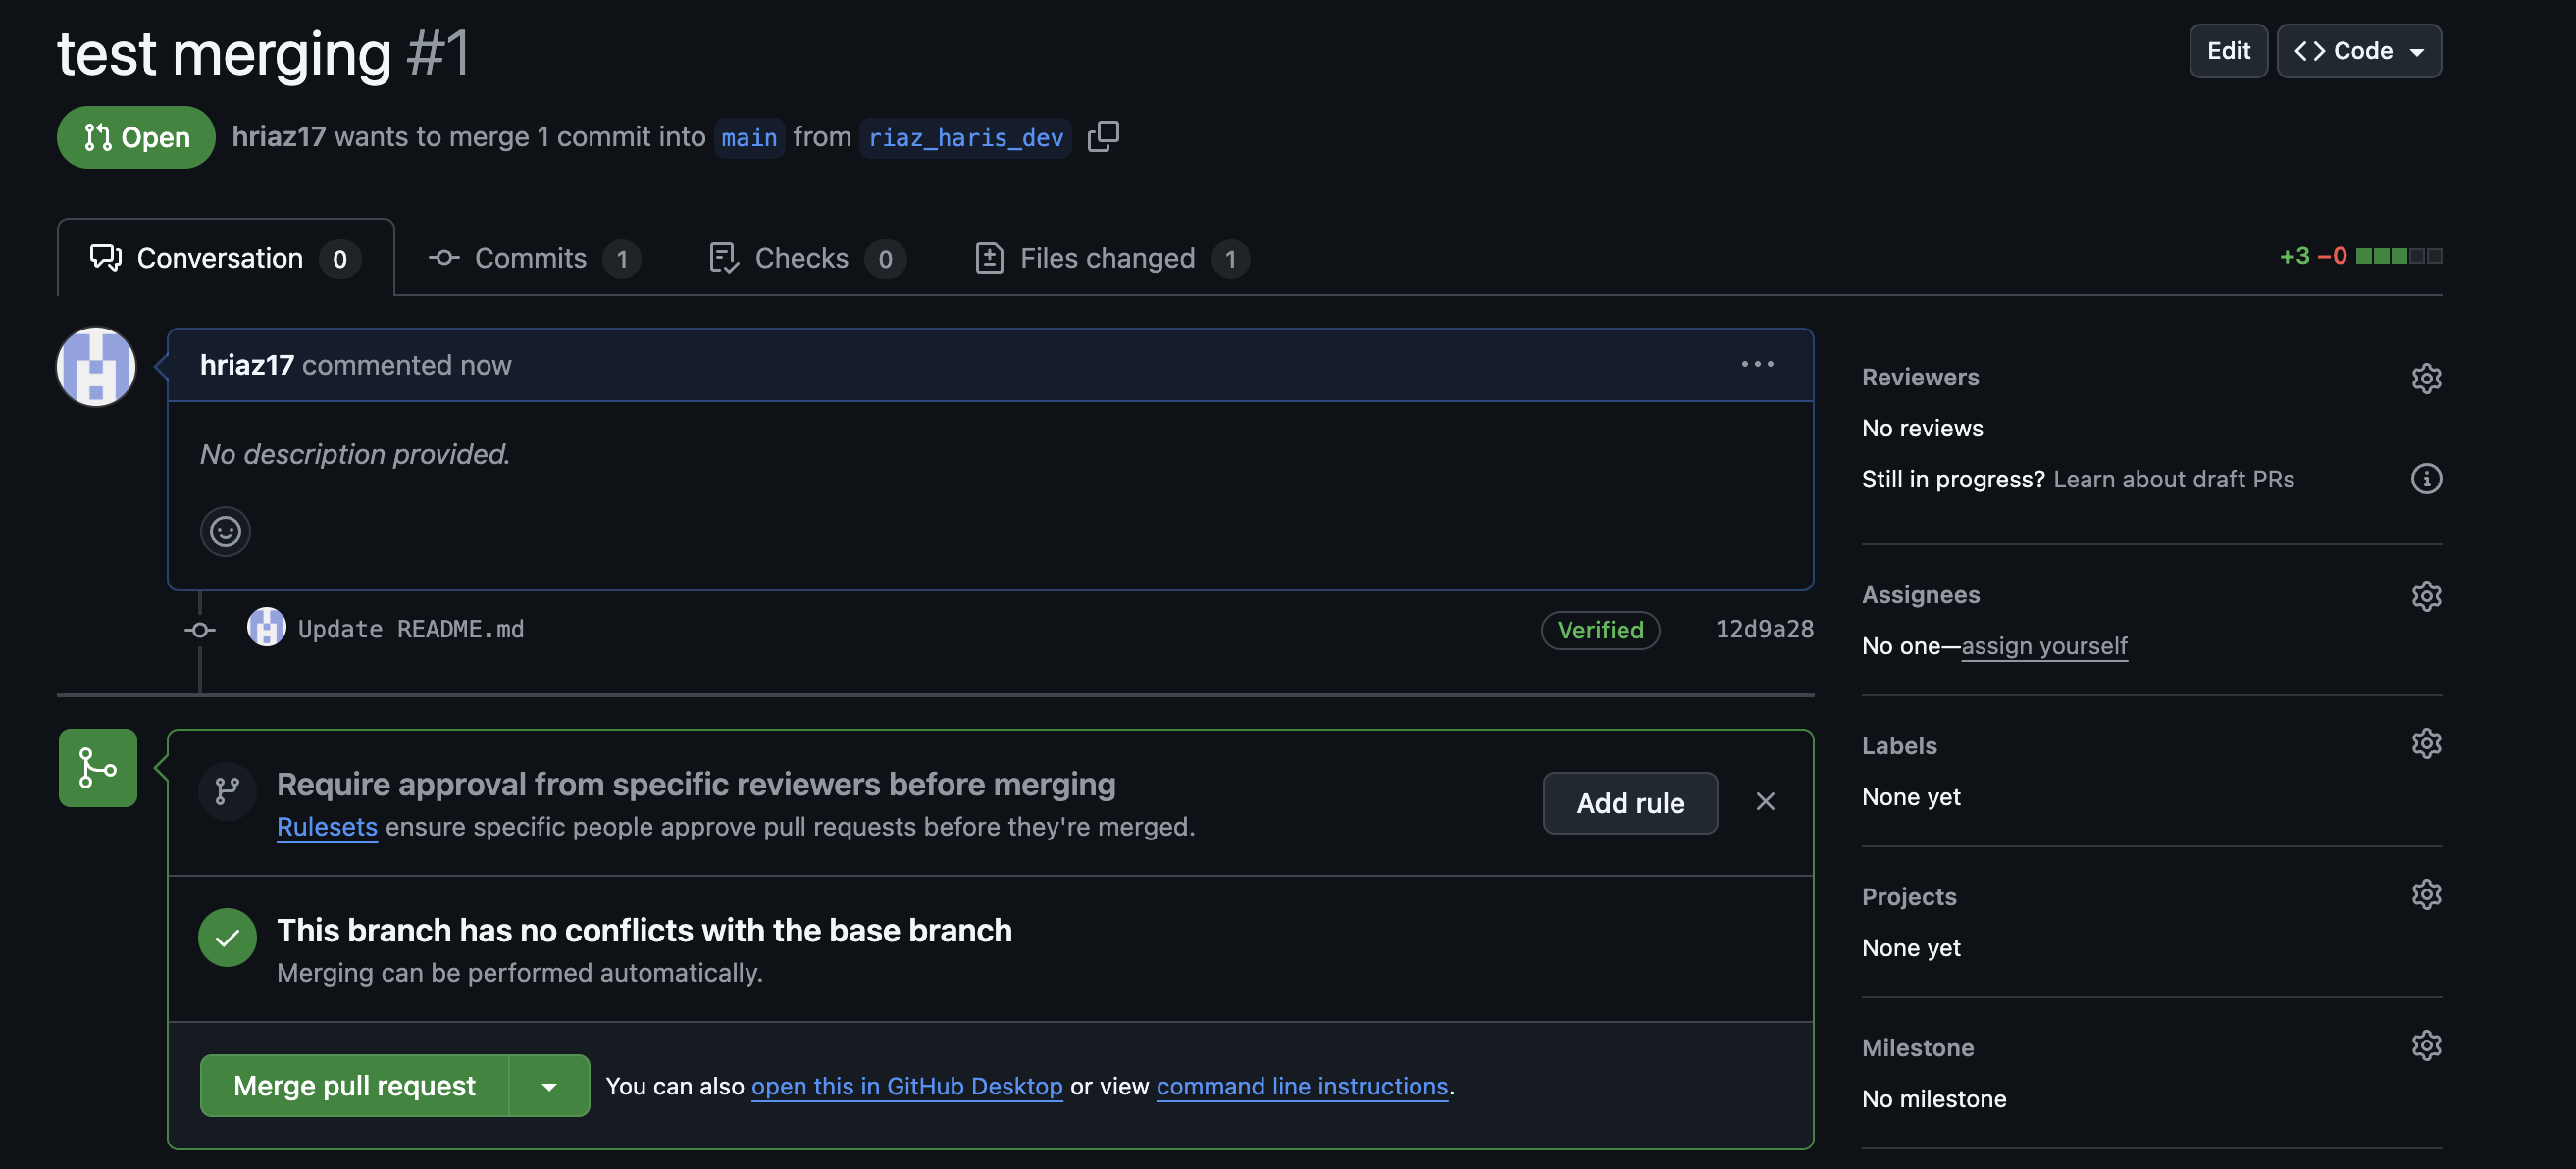 test merging #1
Edit
Code
Open
hriaz17 wants to merge 1 commit into main from riaz_haris_dev
Conversation 0
Commits 1
Checks 0
Files changed 1
+3 −0
hriaz17 commented now
No description provided.
Update README.md
Verified
12d9a28
Require approval from specific reviewers before merging
Rulesets ensure specific people approve pull requests before they're merged.
Add rule
This branch has no conflicts with the base branch
Merging can be performed automatically.
Merge pull request
You can also open this in GitHub Desktop or view command line instructions.
Reviewers
No reviews
Still in progress? Learn about draft PRs
Assignees
No one—assign yourself
Labels
None yet
Projects
None yet
Milestone
No milestone